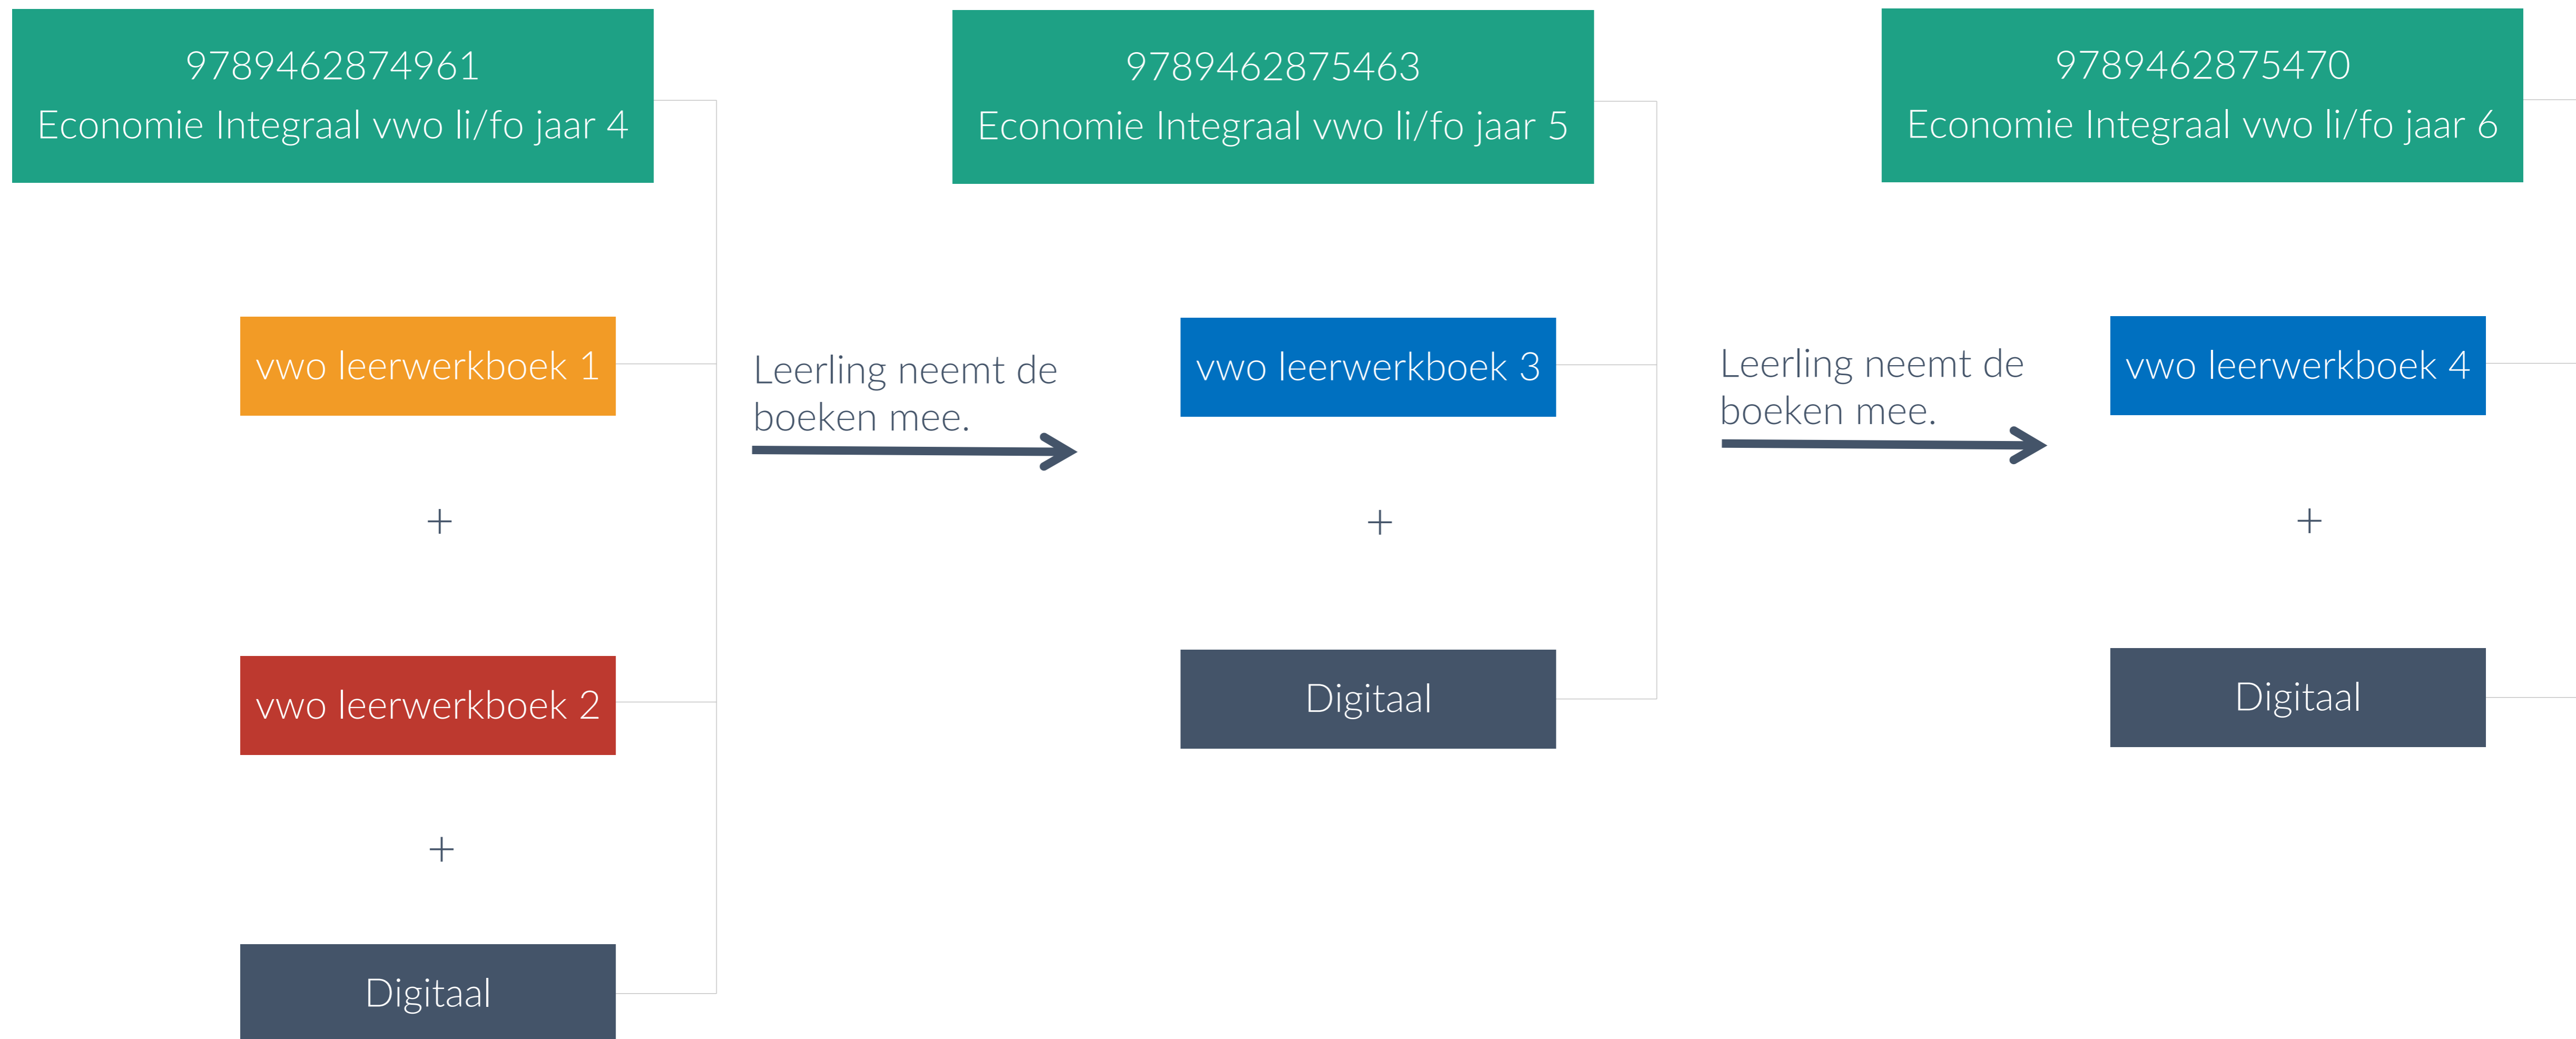 9789462874961
Economie Integraal vwo li/fo jaar 4
vwo leerwerkboek 1
+
vwo leerwerkboek 2
+
Digitaal
Leerling neemt de
boeken mee.
9789462875463
Economie Integraal vwo li/fo jaar 5
vwo leerwerkboek 3
+
Digitaal
Leerling neemt de
boeken mee.
9789462875470
Economie Integraal vwo li/fo jaar 6
vwo leerwerkboek 4
+
Digitaal